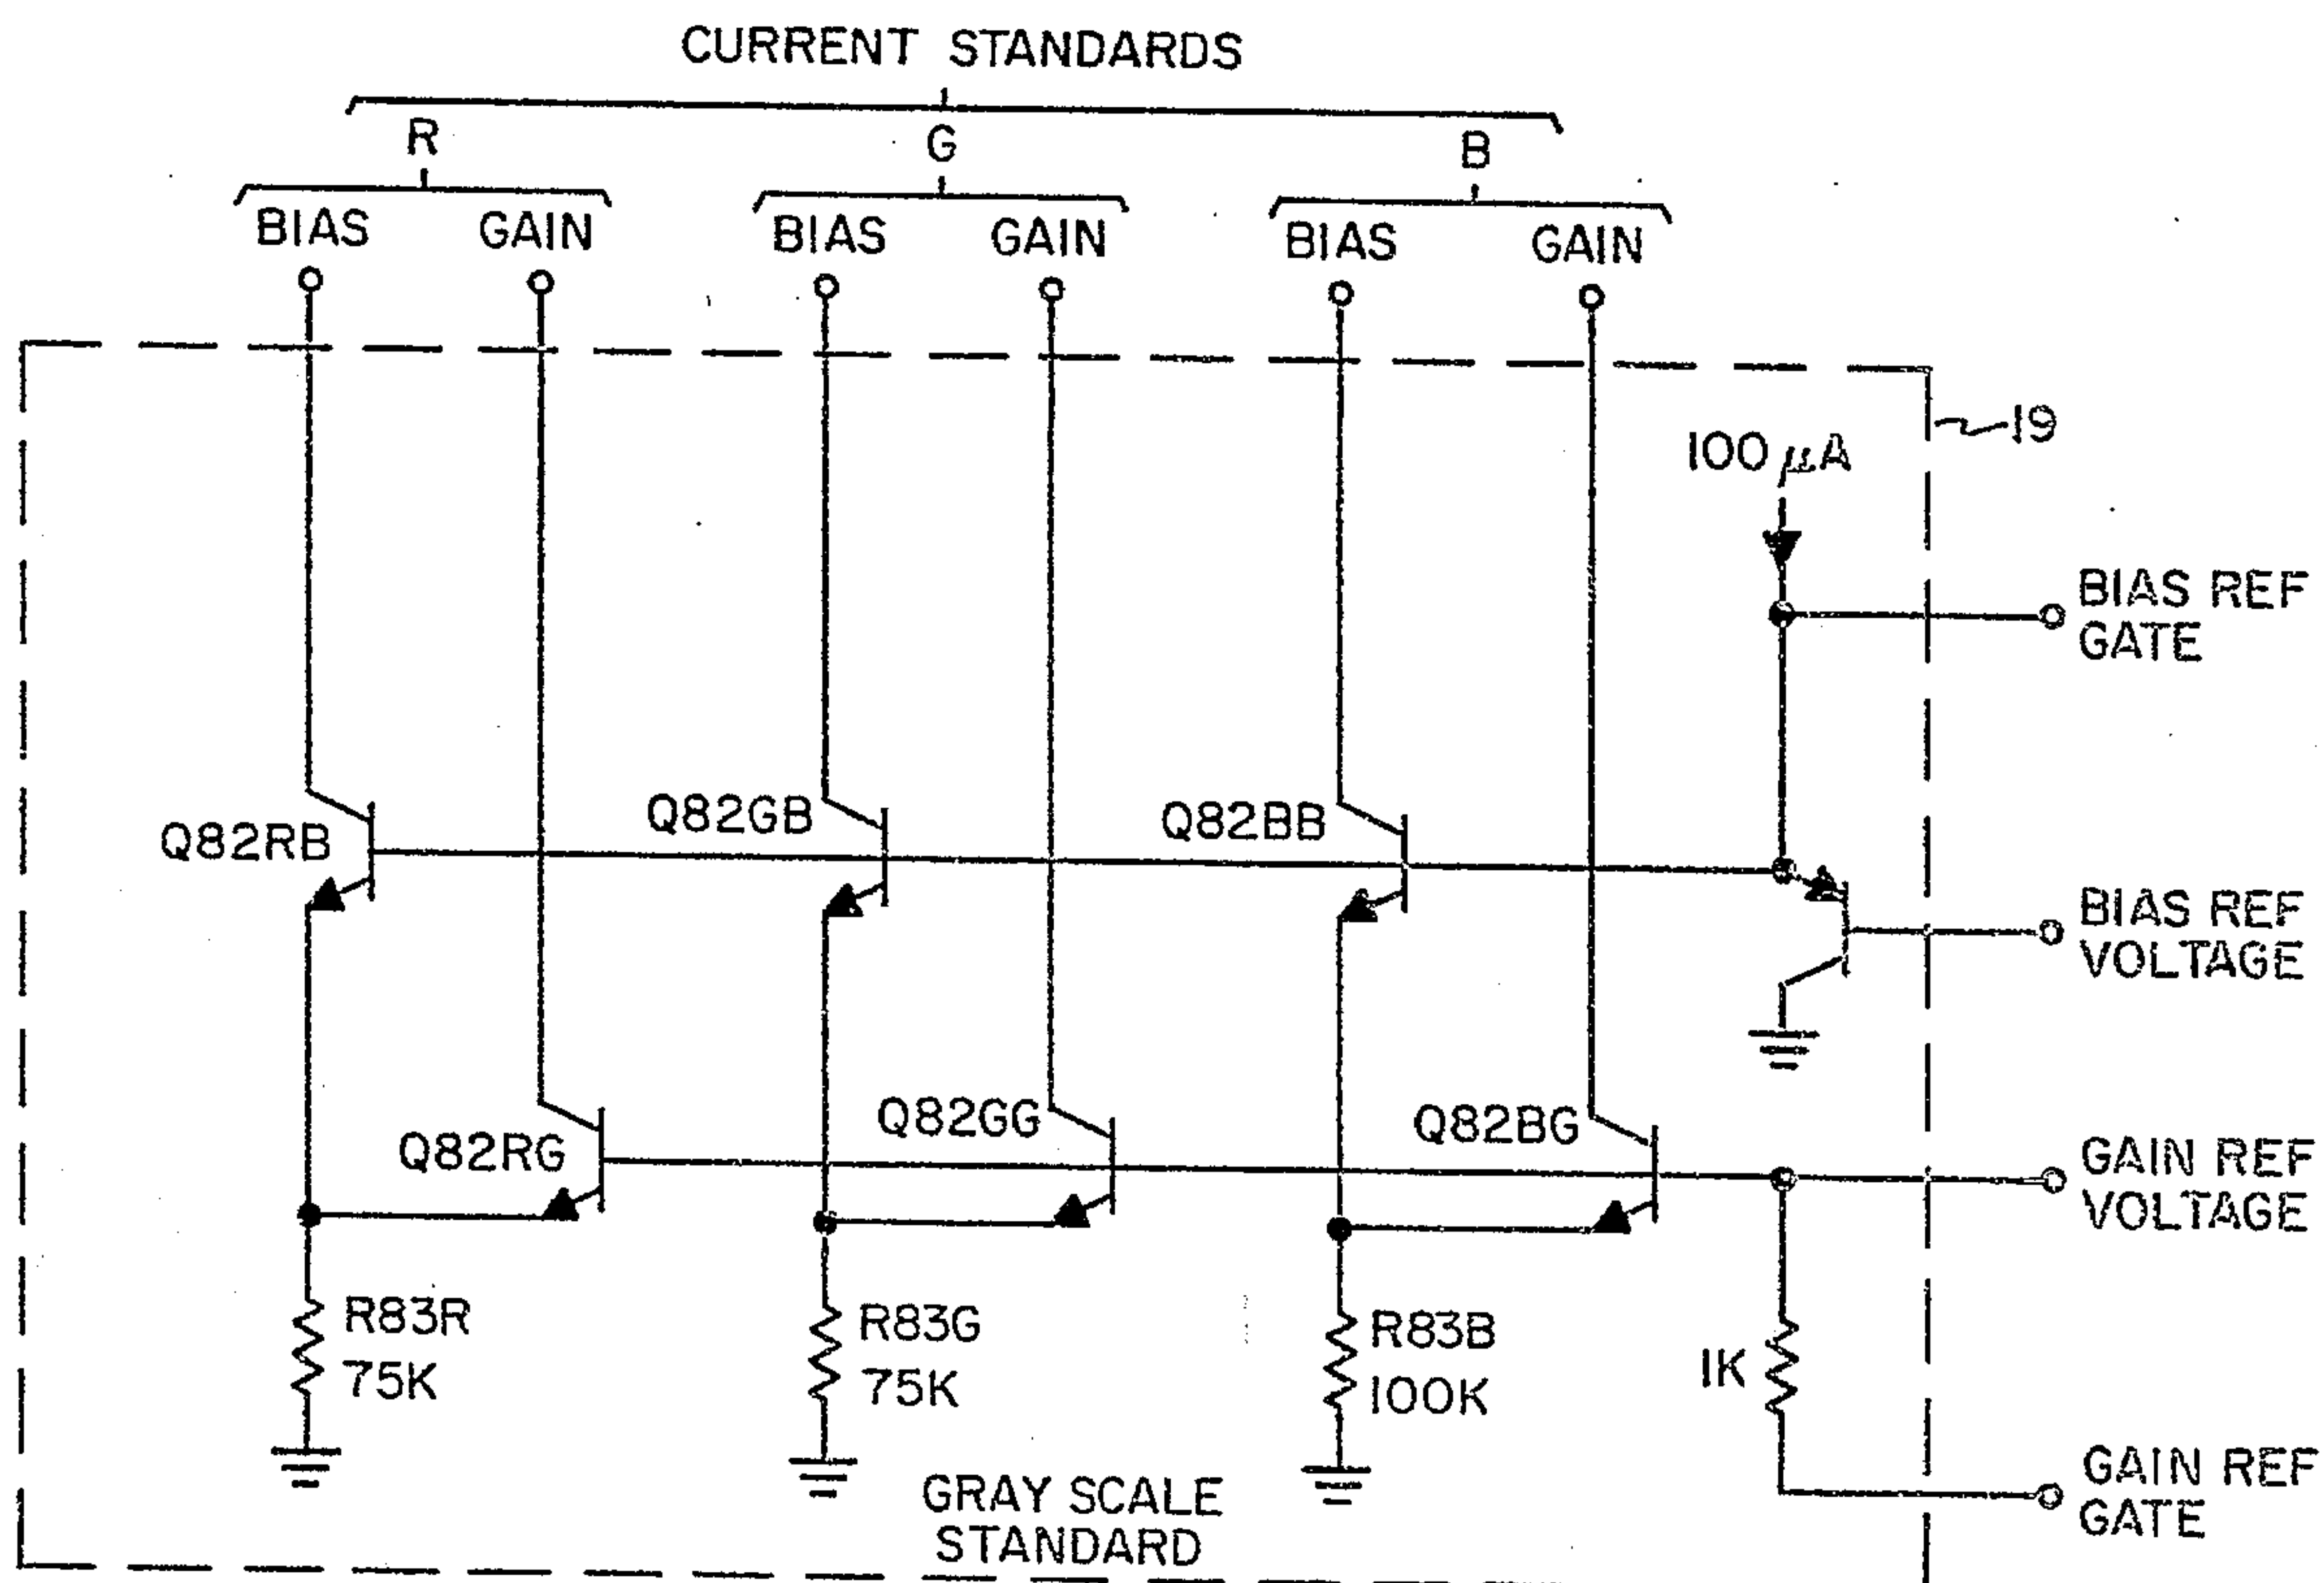 CURRENT STANDARDS
R G B
BIAS GAIN BIAS GAIN BIAS GAIN
19
100 μA
BIAS REF
GATE
Q82RB Q82GB Q82BB
BIAS REF
VOLTAGE
Q82RG Q82GG Q82BG
GAIN REF
VOLTAGE
R83R
75K
R83G
75K
R83B
100K
1K
GAIN REF
GATE
GRAY SCALE
STANDARD